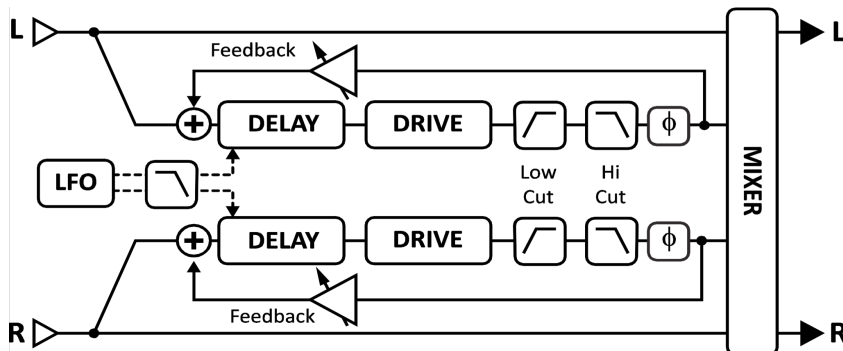 L
L
Feedback
+
DELAY
DRIVE
ϕ
LFO
Low
Cut
Hi
Cut
MIXER
+
DELAY
DRIVE
ϕ
Feedback
R
R